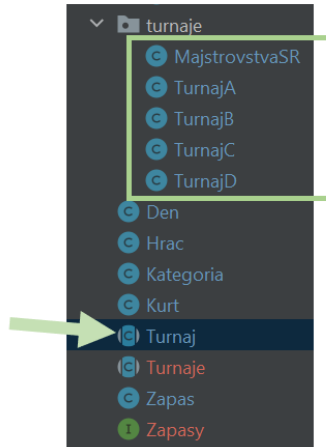 turnaje
C MajstrovstvaSR
C TurnajA
C TurnajB
C TurnajC
C TurnajD
C Den
C Hrac
C Kategoria
C Kurt
C Turnaj
C Turnaje
C Zapas
I Zapasy